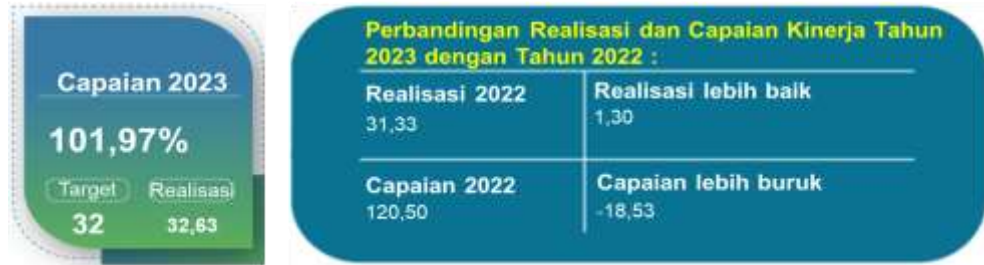 Capaian 2023
101,97%
Target Realisasi
32 32,63
Perbandingan Realisasi dan Capaian Kinerja Tahun
2023 dengan Tahun 2022 :
Realisasi 2022
31,33
Realisasi lebih baik
1,30
Capaian 2022
120,50
Capaian lebih buruk
-18,53